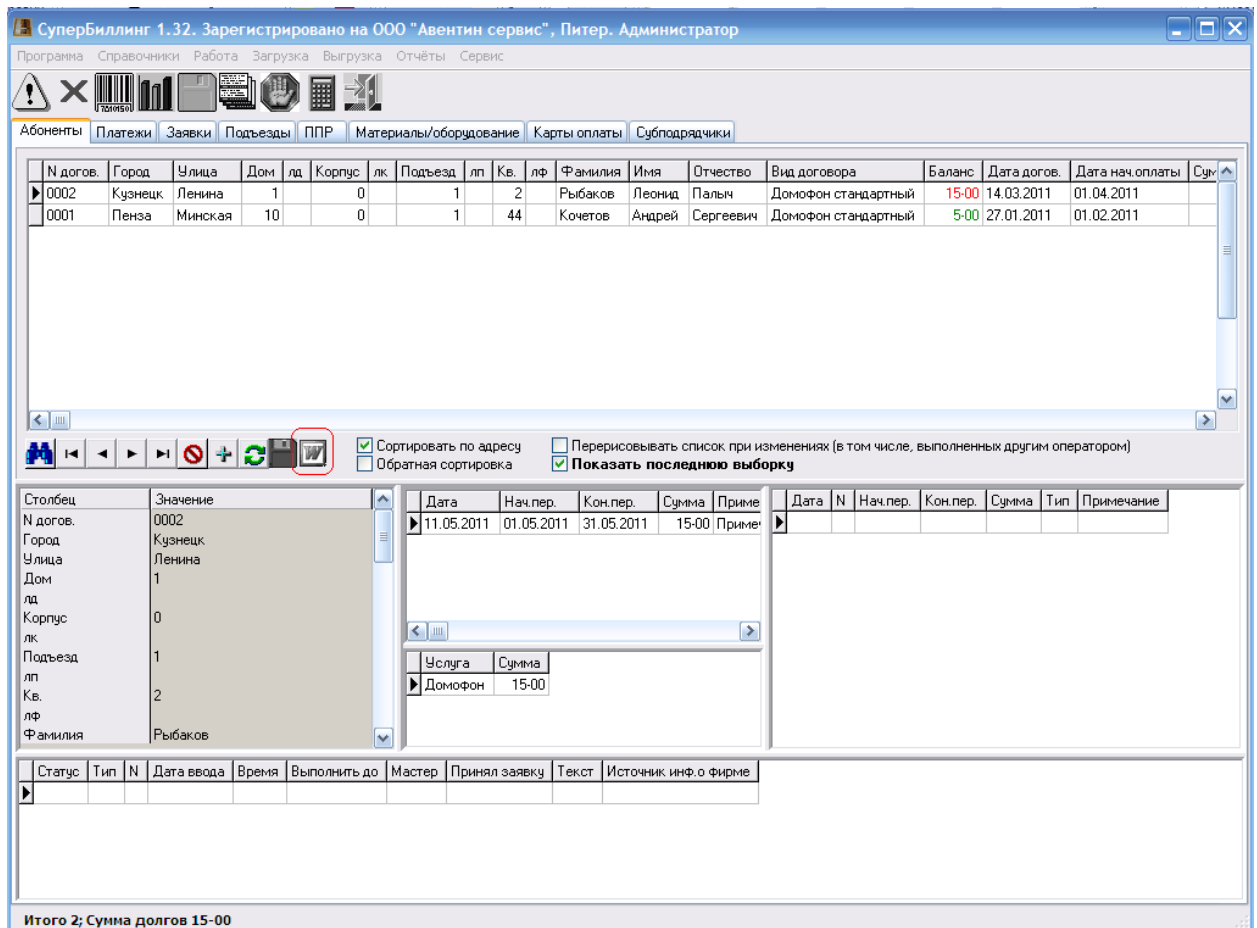 СуперБиллинг 1.32. Зарегистрировано на ООО "Авентин сервис", Питер. Администратор
Программа Справочники Работа Загрузка Выгрузка Отчёты Сервис
Абоненты Платежи Заявки Подъезды ППР Материалы/оборудование Карты оплаты Субподрядчики
N догов. Город Улица Дом лд Корпус лк Подъезд лп Кв. лф Фамилия Имя Отчество Вид договора Баланс Дата догов. Дата нач.оплаты Сум
0002 Кузнецк Ленина 1 0 1 2 Рыбаков Леонид Палыч Домофон стандартный 15-00 14.03.2011 01.04.2011
0001 Пенза Минская 10 0 1 44 Кочетов Андрей Сергеевич Домофон стандартный 5-00 27.01.2011 01.02.2011
W
Сортировать по адресу Перерисовывать список при изменениях (в том числе, выполненных другим оператором)
Обратная сортировка Показать последнюю выборку
Столбец Значение
N догов. 0002
Город Кузнецк
Улица Ленина
Дом 1
лд
Корпус 0
лк
Подъезд 1
лп
Кв. 2
лф
Фамилия Рыбаков
Дата Нач.пер. Кон.пер. Сумма Приме
11.05.2011 01.05.2011 31.05.2011 15-00 Приме
Услуга Сумма
Домофон 15-00
Дата N Нач.пер. Кон.пер. Сумма Тип Примечание
Статус Тип N Дата ввода Время Выполнить до Мастер Принял заявку Текст Источник инф.о фирме
Итого 2; Сумма долгов 15-00